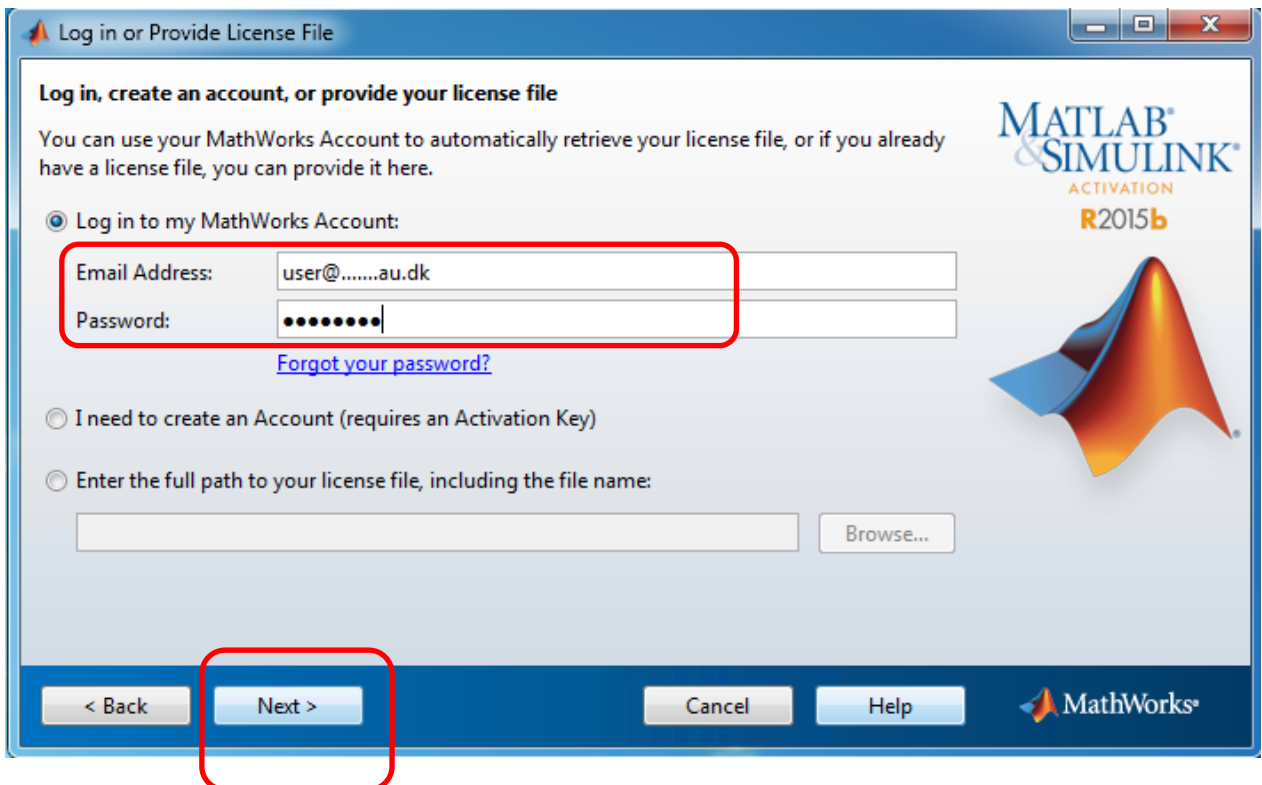 Log in or Provide License File
Log in, create an account, or provide your license file
You can use your MathWorks Account to automatically retrieve your license file, or if you already
have a license file, you can provide it here.
MATLAB®
&SIMULINK®
ACTIVATION
R2015b
Log in to my MathWorks Account:
Email Address: user@.......au.dk
Password: ●●●●●●●●
Forgot your password?
I need to create an Account (requires an Activation Key)
Enter the full path to your license file, including the file name:
Browse...
< Back Next > Cancel Help MathWorks®